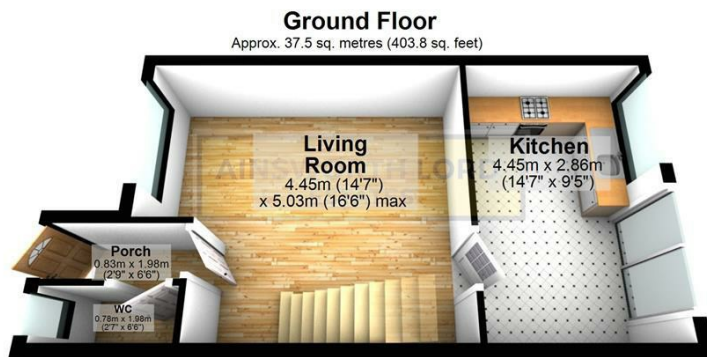 Ground Floor
Approx. 37.5 sq. metres (403.8 sq. feet)
Living
Room
4.45m (14'7")
x 5.03m (16'6") max
Kitchen
4.45m x 2.86m
(14'7" x 9'5")
Porch
0.83m x 1.98m
(2'9" x 6'6")
WC
0.78m x 1.98m
(2'7" x 6'6")